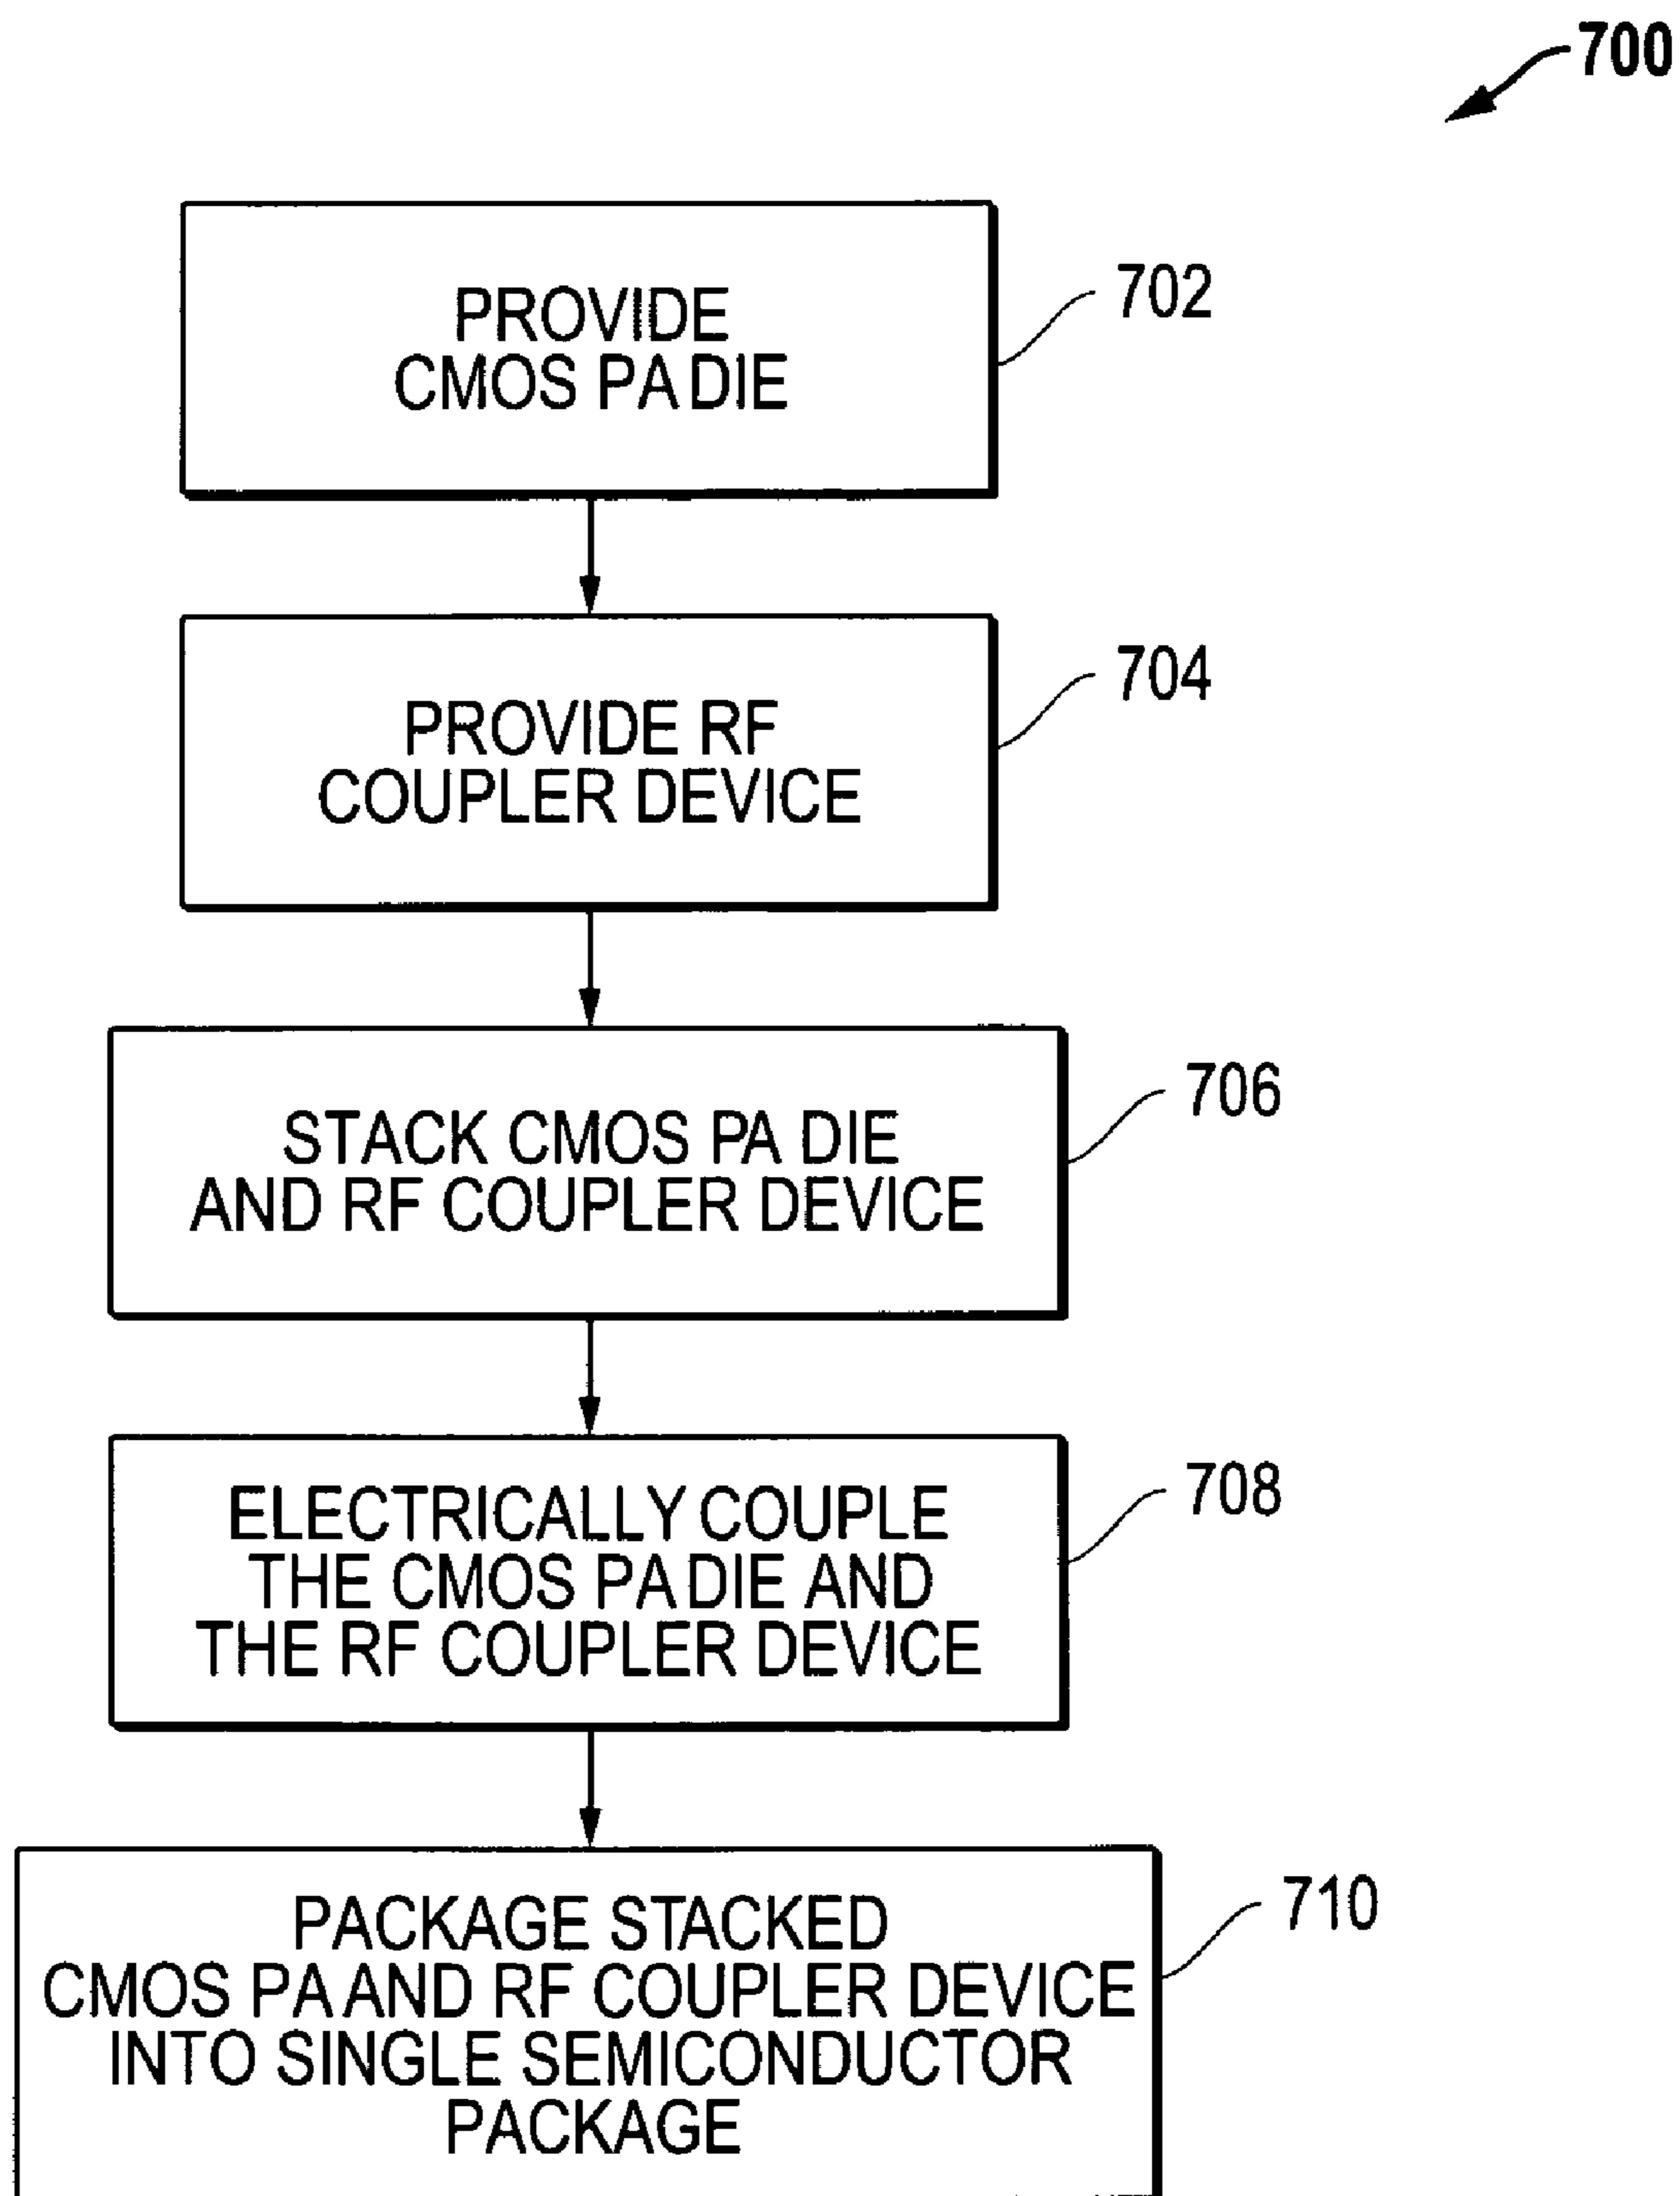 700
PROVIDE
CMOS PA DIE
702
PROVIDE RF
COUPLER DEVICE
704
STACK CMOS PA DIE
AND RF COUPLER DEVICE
706
ELECTRICALLY COUPLE
THE CMOS PA DIE AND
THE RF COUPLER DEVICE
708
PACKAGE STACKED
CMOS PA AND RF COUPLER DEVICE
INTO SINGLE SEMICONDUCTOR
PACKAGE
710